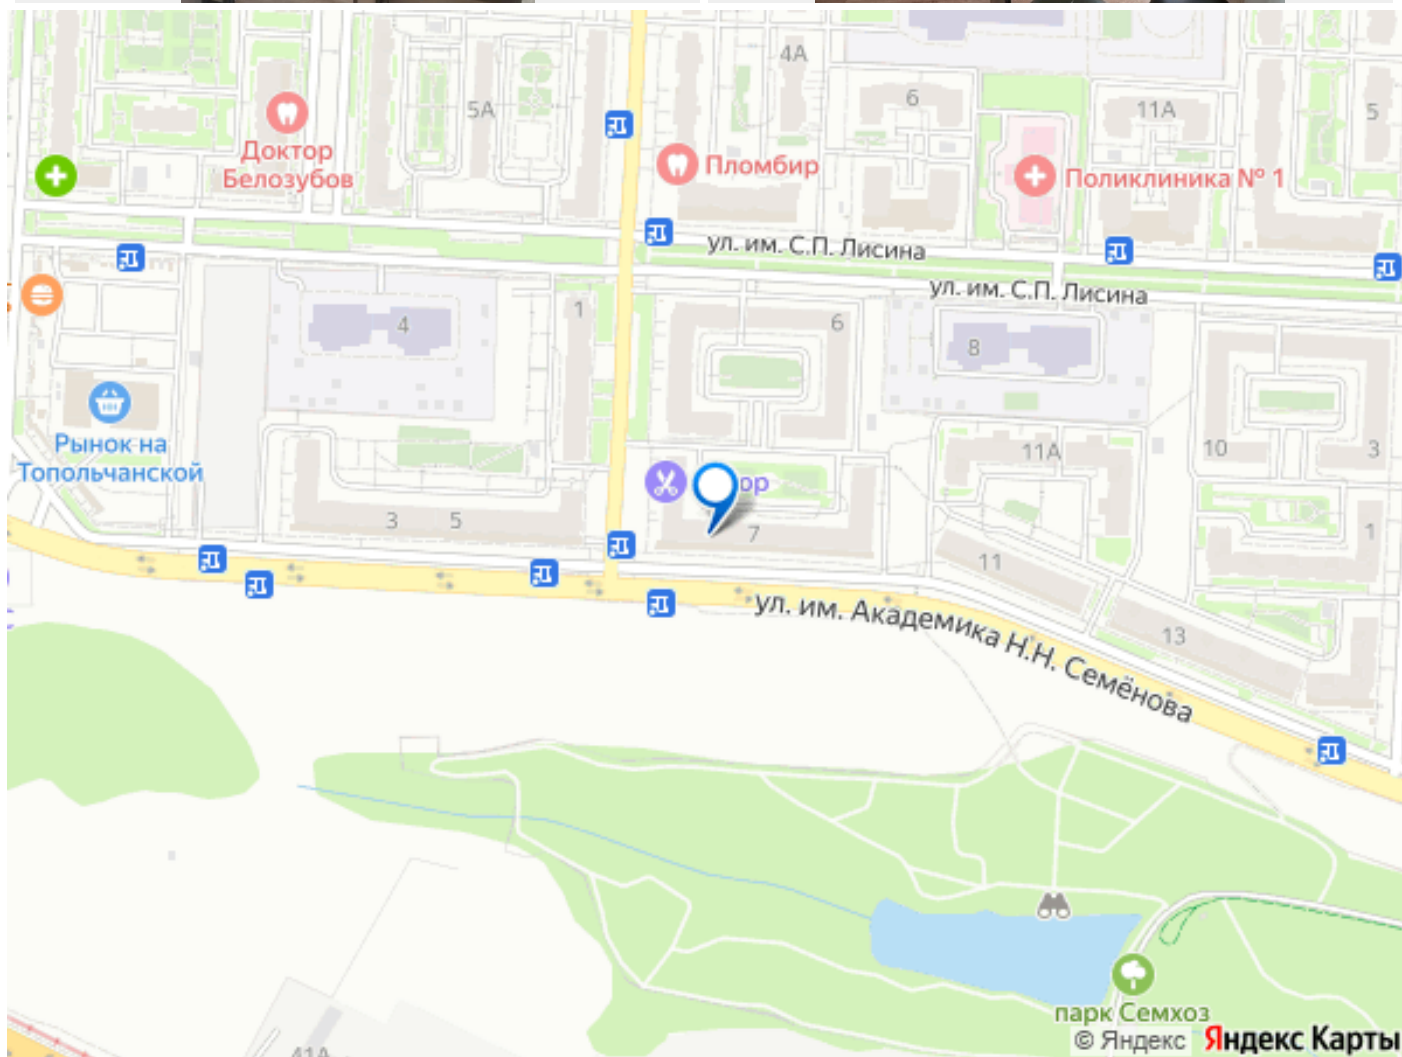 4А
5А
6
11А
5
Доктор
Белозубов
Пломбир
Поликлиника № 1
ул. им. С.П. Лисина
ул. им. С.П. Лисина
1
4
6
8
Рынок на
Топольчанской
10
3
11А
ор
3
5
7
11
1
ул. им. Академика Н.Н. Семёнова
13
парк Семхоз
41А
© Яндекс Яндекс Карты